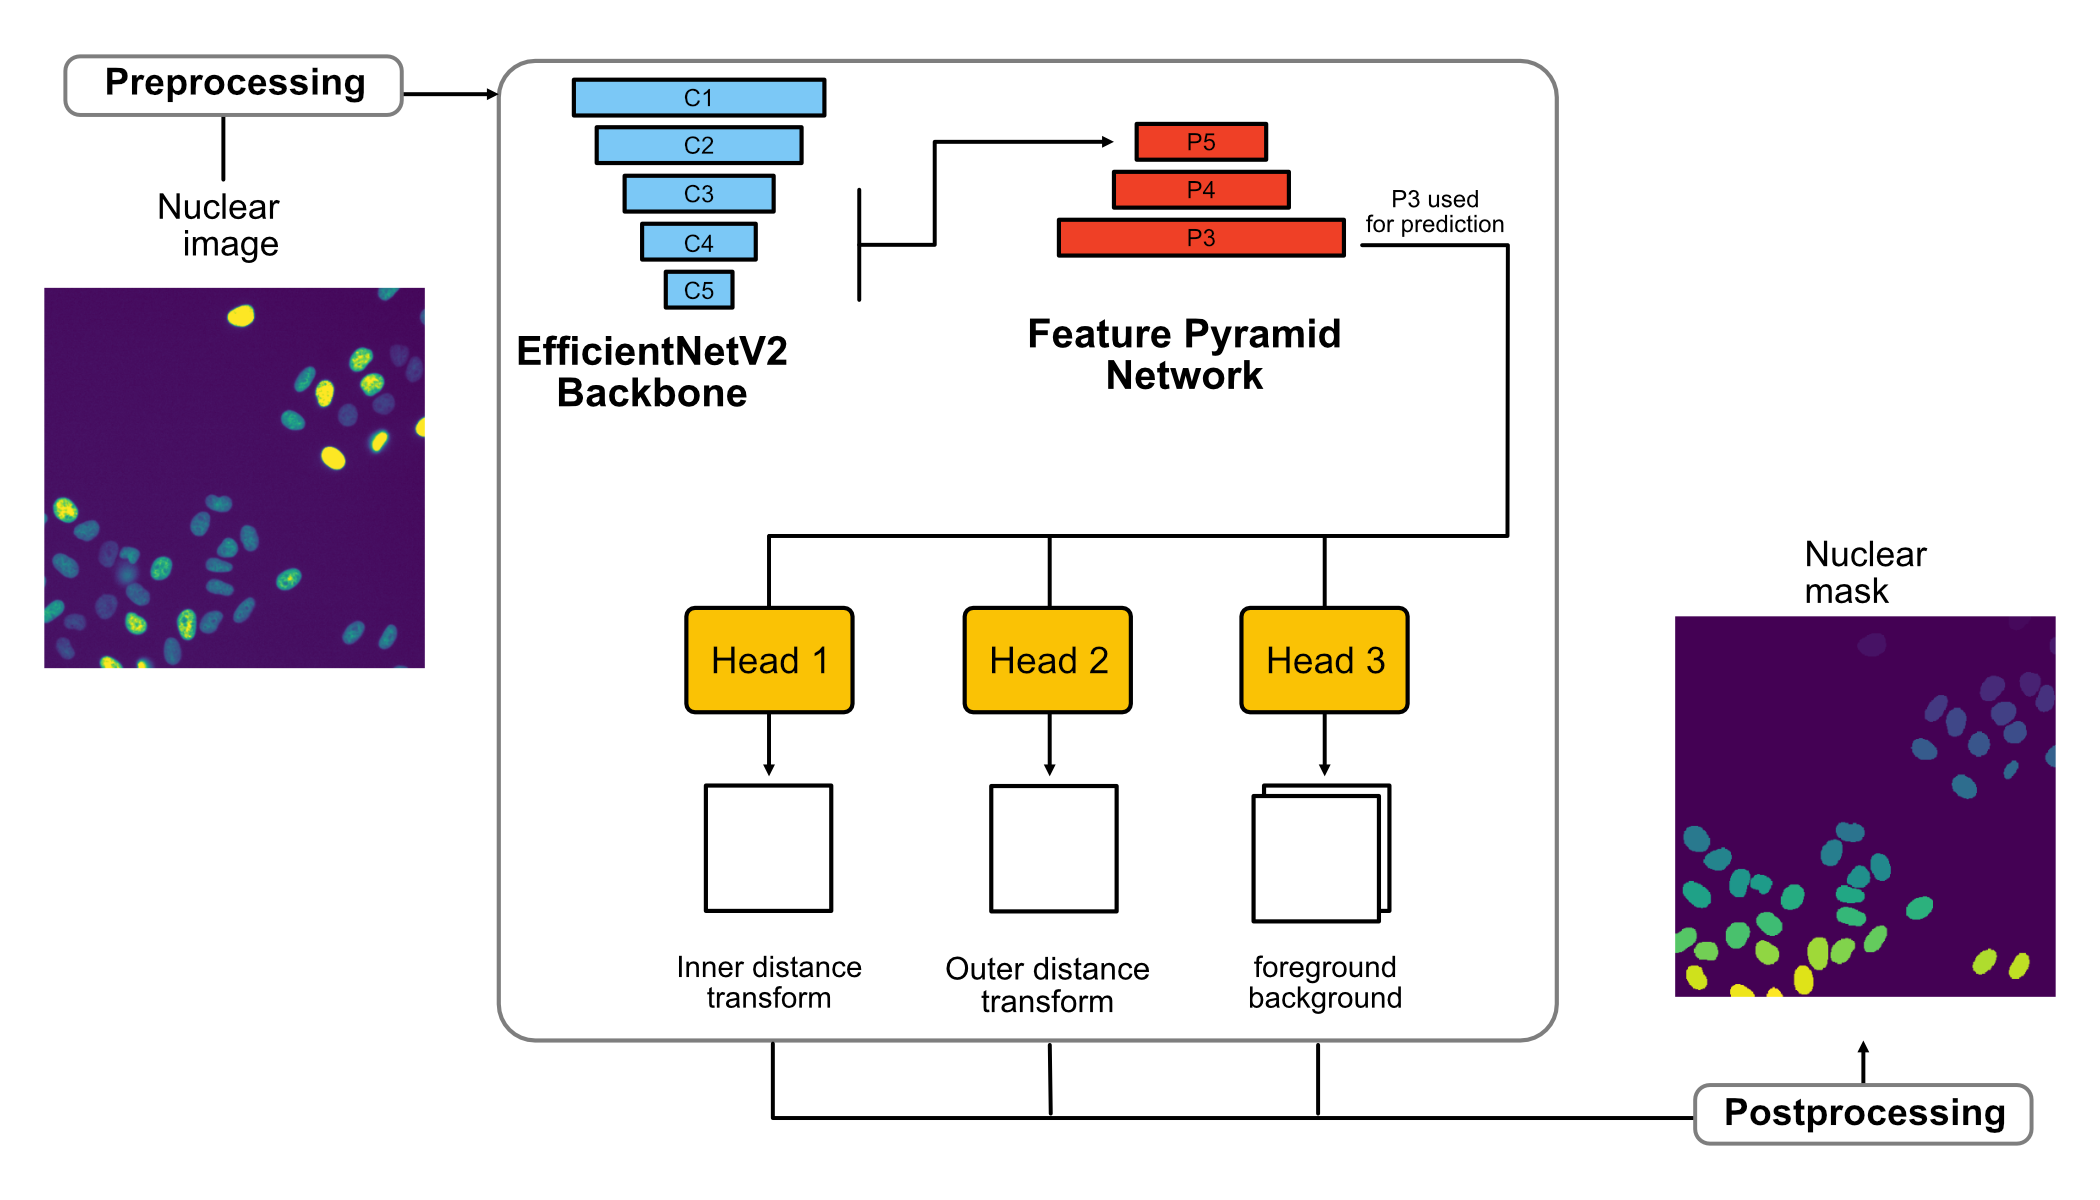 Preprocessing
Nuclear
image
C1
C2
C3
C4
C5
EfficientNetV2
Backbone
P5
P4
P3
P3 used
for prediction
Feature Pyramid
Network
Head 1
Head 2
Head 3
Inner distance
transform
Outer distance
transform
foreground
background
Nuclear
mask
Postprocessing